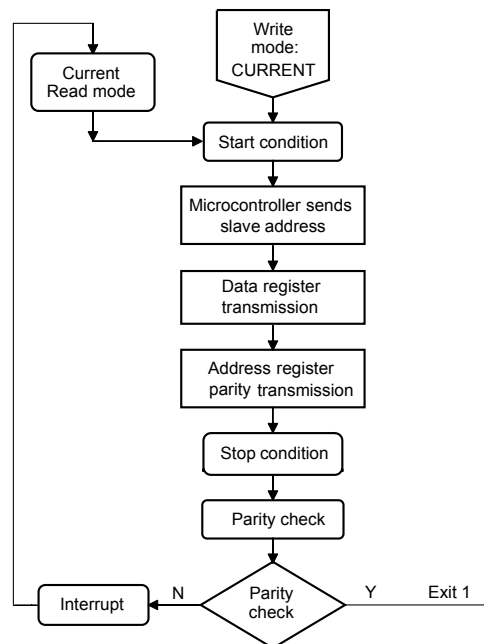 Write
mode:
CURRENT
Current
Read mode
Start condition
Microcontroller sends
slave address
Data register
transmission
Address register
parity transmission
Stop condition
Parity check
Interrupt
N
Parity
check
Y
Exit 1